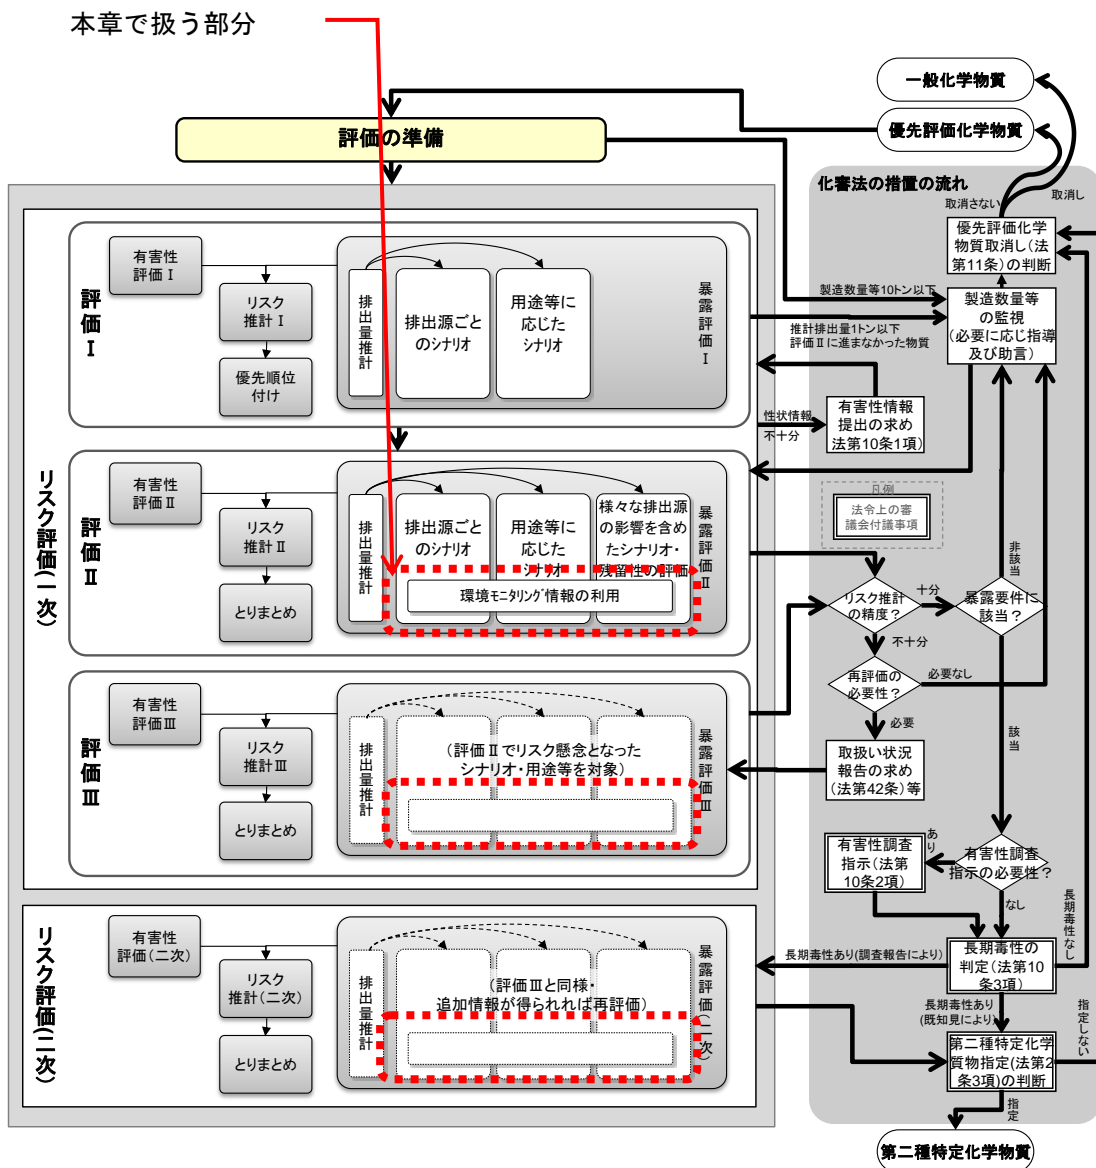 本章で扱う部分
一般化学物質
優先評価化学物質
評価の準備
化審法の措置の流れ
取消さない
取消し
優先評価化学
物質取消し(法
第11条)の判断
製造数量等10トン以下
製造数量等
の監視
(必要に応じ指導
及び助言)
推計排出量1トン以下
評価Ⅱに進まなかった物質
性状情報
不十分
有害性情報
提出の求め
法第10条1項)
凡例
法令上の審
議会付議事項
リスク評価(一次)
評価Ⅰ
有害性
評価Ⅰ
リスク
推計Ⅰ
優先順位
付け
排出量推計
排出源ごと
のシナリオ
用途等に
応じた
シナリオ
暴露評価Ⅰ
評価Ⅱ
有害性
評価Ⅱ
リスク
推計Ⅱ
とりまとめ
排出量推計
排出源ごと
のシナリオ
用途等に
応じた
シナリオ
様々な排出源
の影響を含め
たシナリオ・
残留性の評価
環境モニタリング情報の利用
暴露評価Ⅱ
評価Ⅲ
有害性
評価Ⅲ
リスク
推計Ⅲ
とりまとめ
排出量推計
(評価Ⅱでリスク懸念となった
シナリオ・用途等を対象)
暴露評価Ⅲ
リスク推計
の精度?
十分
不十分
暴露要件に
該当?
非該当
該当
再評価の
必要性?
必要なし
必要
取扱い状況
報告の求め
(法第42条)等
有害性調査
指示(法第
10条2項)
あり
有害性調査
指示の必要性?
なし
長期毒性なし
リスク評価(二次)
有害性
評価(二次)
リスク
推計(二次)
とりまとめ
排出量推計
(評価Ⅲと同様・
追加情報が得られれば再評価)
暴露評価(二次)
長期毒性あり(調査報告により)
長期毒性の
判定(法第10
条3項)
長期毒性あり
(既知見により)
指定しない
第二種特定化学
質物指定(法第2
条3項)の判断
指定
第二種特定化学物質